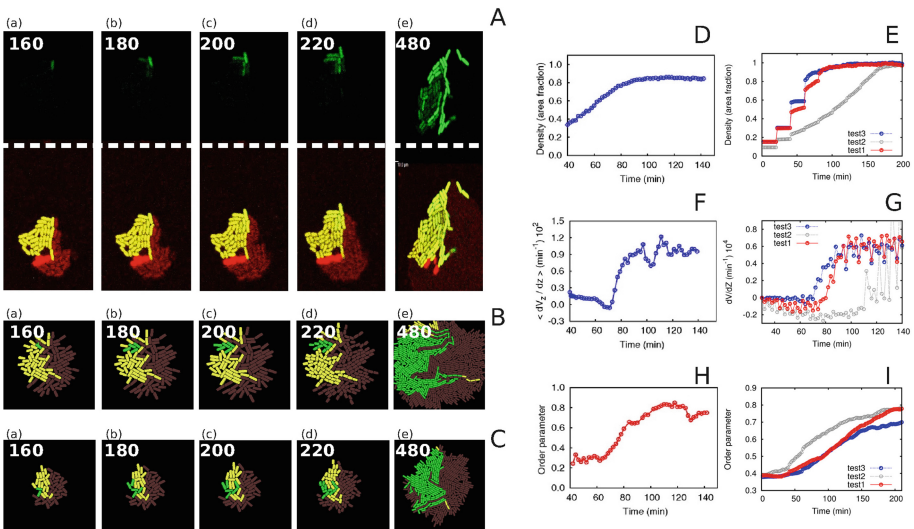 (a) (b) (c) (d) (e) A
160 180 200 220 480
(a) (b) (c) (d) (e) B
160 180 200 220 480
(a) (b) (c) (d) (e) C
160 180 200 220 480
D
Density (area fraction)
1.0
0.8
0.6
0.4
0.2
0.0
40 60 80 100 120 140
Time (min)
E
Density (area fraction)
1
0.8
0.6
0.4
0.2
0
test3
test2
test1
0 50 100 150 200
Time (min)
F
< dVz / dz > (min-1) 102
1.5
1.2
0.9
0.6
0.3
0.0
-0.3
40 60 80 100 120 140
Time (min)
G
dV/dZ (min-1) 104
test3
test2
test1
0.8
0.6
0.4
0.2
0
-0.2
40 60 80 100 120 140
Time (min)
H
Order parameter
1.0
0.8
0.6
0.4
0.2
0.0
40 60 80 100 120 140
Time (min)
I
Order parameter
0.9
0.8
0.7
0.6
0.5
0.4
0.3
test3
test2
test1
0 50 100 150 200
Time (min)